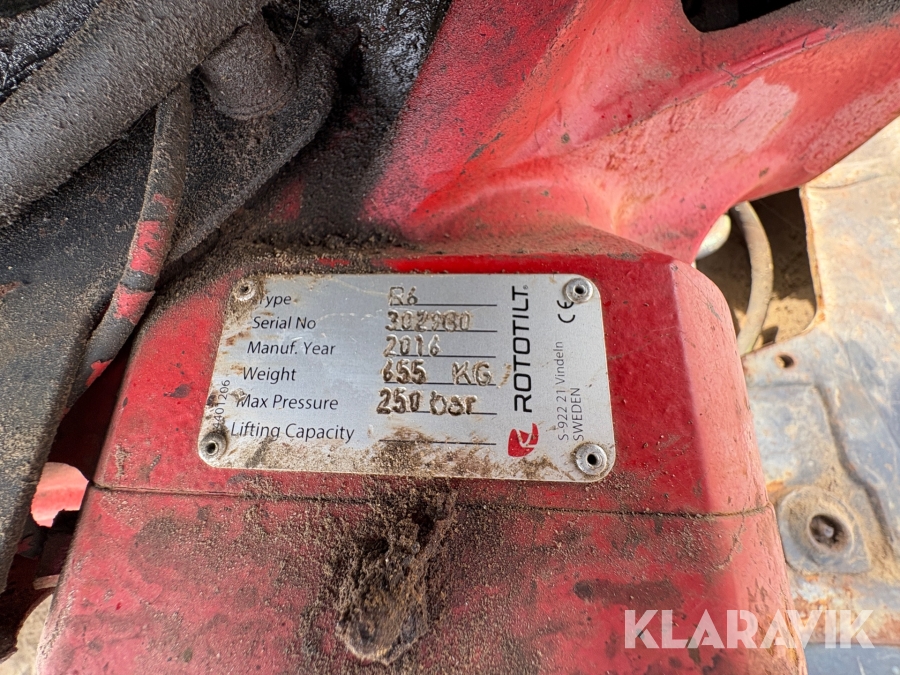 Type R6
Serial No
Manuf. Year 2016
Weight 655 KG
Max Pressure 250 bar
Lifting Capacity
ROTOTILT®
S-922 21 Vindeln
SWEDEN
CE
KLARAVIK